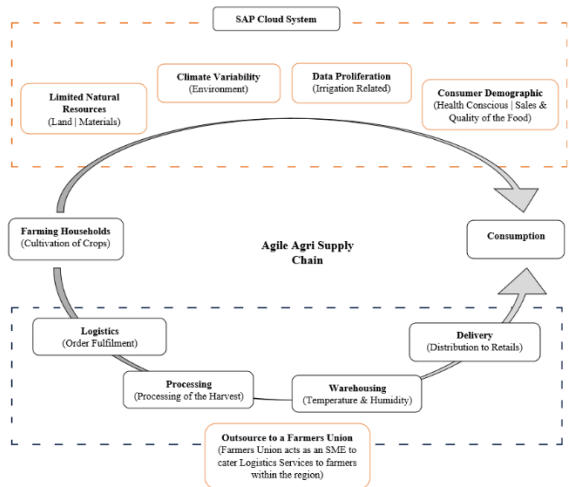 SAP Cloud System
Climate Variability
(Environment)
Data Proliferation
(Irrigation Related)
Limited Natural
Resources
(Land | Materials)
Consumer Demographic
(Health Conscious | Sales &
Quality of the Food)
Farming Households
(Cultivation of Crops)
Agile Agri Supply
Chain
Consumption
Logistics
(Order Fulfilment)
Delivery
(Distribution to Retails)
Processing
(Processing of the Harvest)
Warehousing
(Temperature & Humidity)
Outsource to a Farmers Union
(Farmers Union acts as an SME to
cater Logistics Services to farmers
within the region)